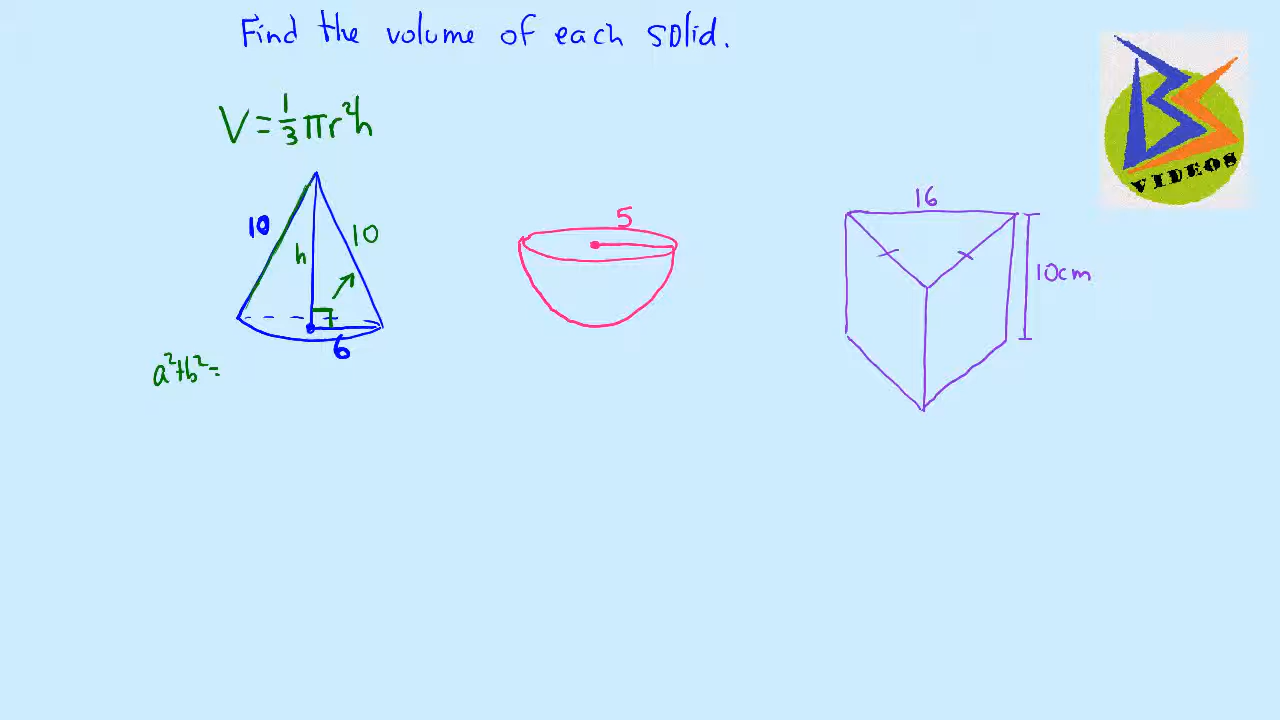 Find the volume of each solid.
V = 1/3 πr²h
10
h
10
6
a²+b²=
5
16
10cm
VIDEOS